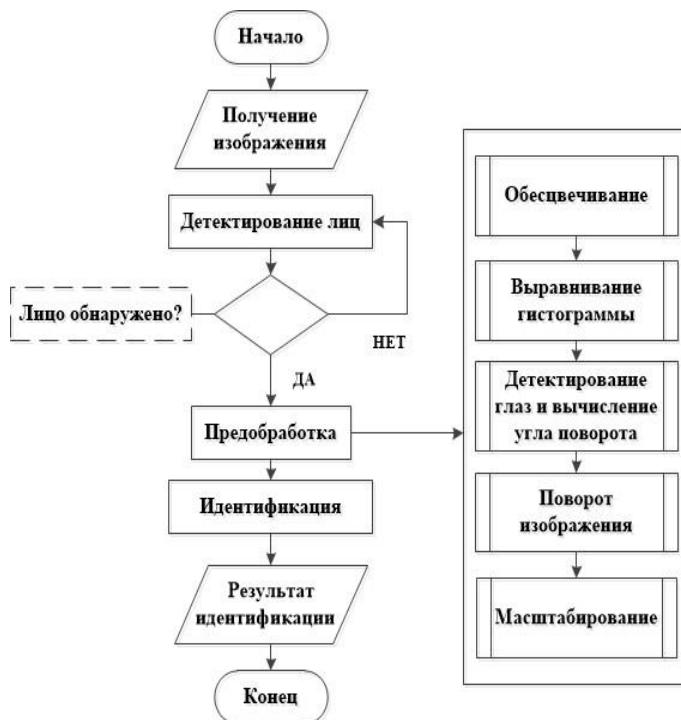 Начало
Получение
изображения
Детектирование лиц
Лицо обнаружено?
НЕТ
ДА
Предобработка
Идентификация
Результат
идентификации
Конец
Обесцвечивание
Выравнивание
гистограммы
Детектирование
глаз и вычисление
угла поворота
Поворот
изображения
Масштабирование